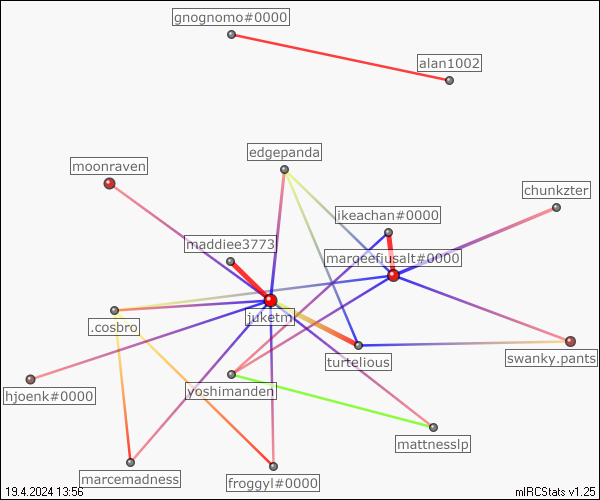 gnognomo#0000
alan1002
edgepanda
moonraven
chunkzter
ikeachan#0000
maddiee3773
margeefjusalt#0000
juketm
.cosbro
turtelious
swanky.pants
hjoenk#0000
yoshimanden
mattnesslp
marcemadness
froggyl#0000
19.4.2024 13:56
mIRCStats v1.25